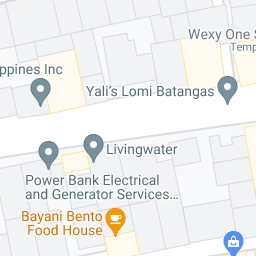 Wexy One S
Temp
ppines Inc
Yali's Lomi Batangas
Livingwater
Power Bank Electrical
and Generator Services...
Bayani Bento
Food House